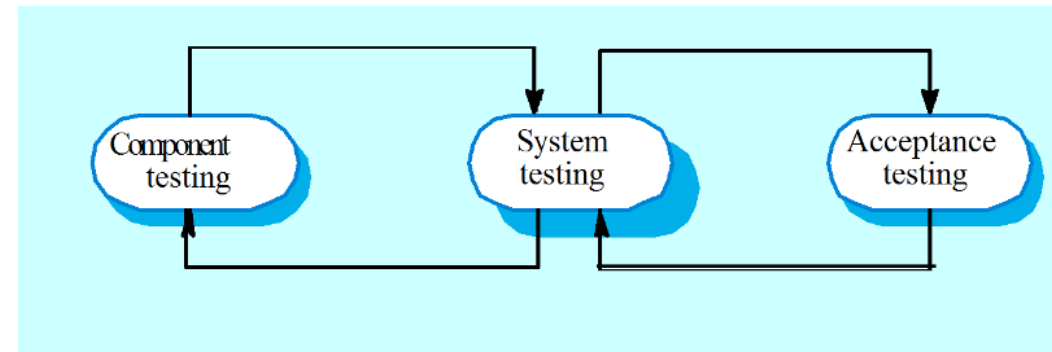 Component
testing
System
testing
Acceptance
testing